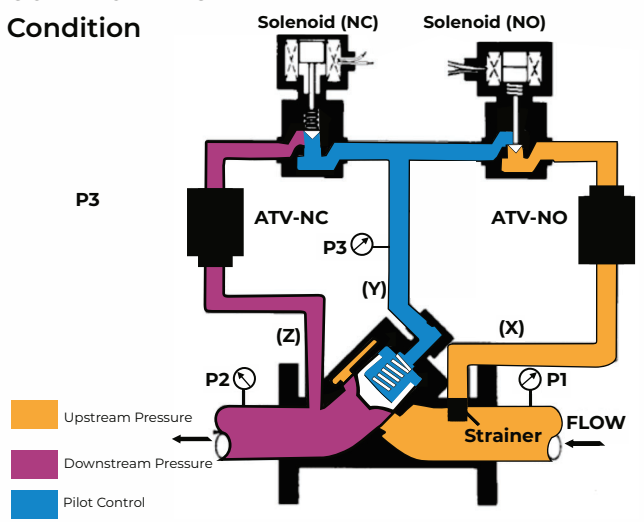 Condition
Solenoid (NC)
Solenoid (NO)
P3
ATV-NC
ATV-NO
P3
(Y)
(X)
(Z)
P2
P1
FLOW
Strainer
Upstream Pressure
Downstream Pressure
Pilot Control